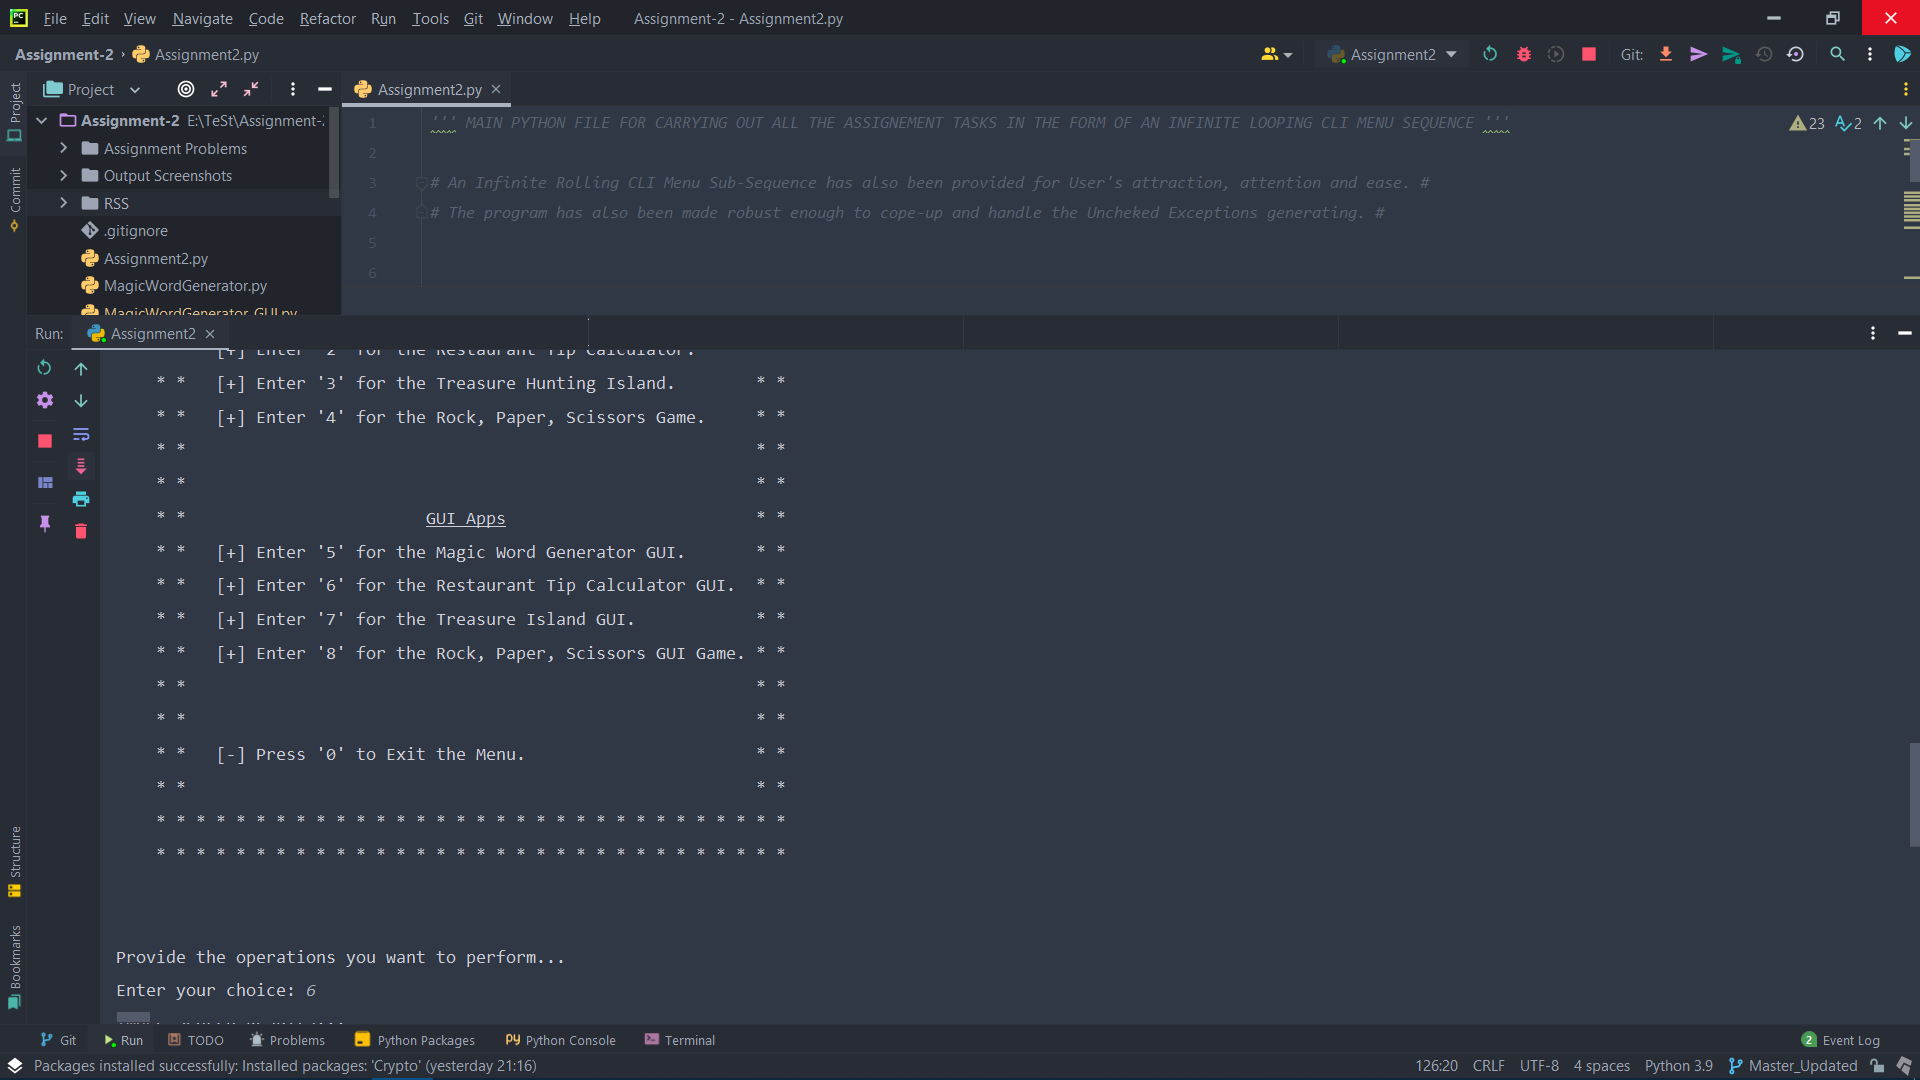 File Edit View Navigate Code Refactor Run Tools Git Window Help Assignment-2 - Assignment2.py
Assignment-2 › Assignment2.py Assignment2 Git:
Project
Assignment2.py
Project
Commit
Structure
Bookmarks
Assignment-2 E:\TeSt\Assignment-
Assignment Problems
Output Screenshots
RSS
.gitignore
Assignment2.py
MagicWordGenerator.py
MagicWordGenerator_GUI.py
1 ''' MAIN PYTHON FILE FOR CARRYING OUT ALL THE ASSIGNEMENT TASKS IN THE FORM OF AN INFINITE LOOPING CLI MENU SEQUENCE '''
2
3 # An Infinite Rolling CLI Menu Sub-Sequence has also been provided for User's attraction, attention and ease. #
4 # The program has also been made robust enough to cope-up and handle the Uncheked Exceptions generating. #
5
6
23 2
Run: Assignment2
[+] Enter '2' for the Restaurant Tip Calculator.
* * [+] Enter '3' for the Treasure Hunting Island. * *
* * [+] Enter '4' for the Rock, Paper, Scissors Game. * *
* * * *
* * * *
* * GUI Apps * *
* * [+] Enter '5' for the Magic Word Generator GUI. * *
* * [+] Enter '6' for the Restaurant Tip Calculator GUI. * *
* * [+] Enter '7' for the Treasure Island GUI. * *
* * [+] Enter '8' for the Rock, Paper, Scissors GUI Game. * *
* * * *
* * * *
* * [-] Press '0' to Exit the Menu. * *
* * * *
* * * * * * * * * * * * * * * * * * * * * * * * * * * * * * * *
* * * * * * * * * * * * * * * * * * * * * * * * * * * * * * * *
Provide the operations you want to perform...
Enter your choice: 6
Git Run TODO Problems Python Packages Python Console Terminal 2 Event Log
Packages installed successfully: Installed packages: 'Crypto' (yesterday 21:16) 126:20 CRLF UTF-8 4 spaces Python 3.9 Master_Updated